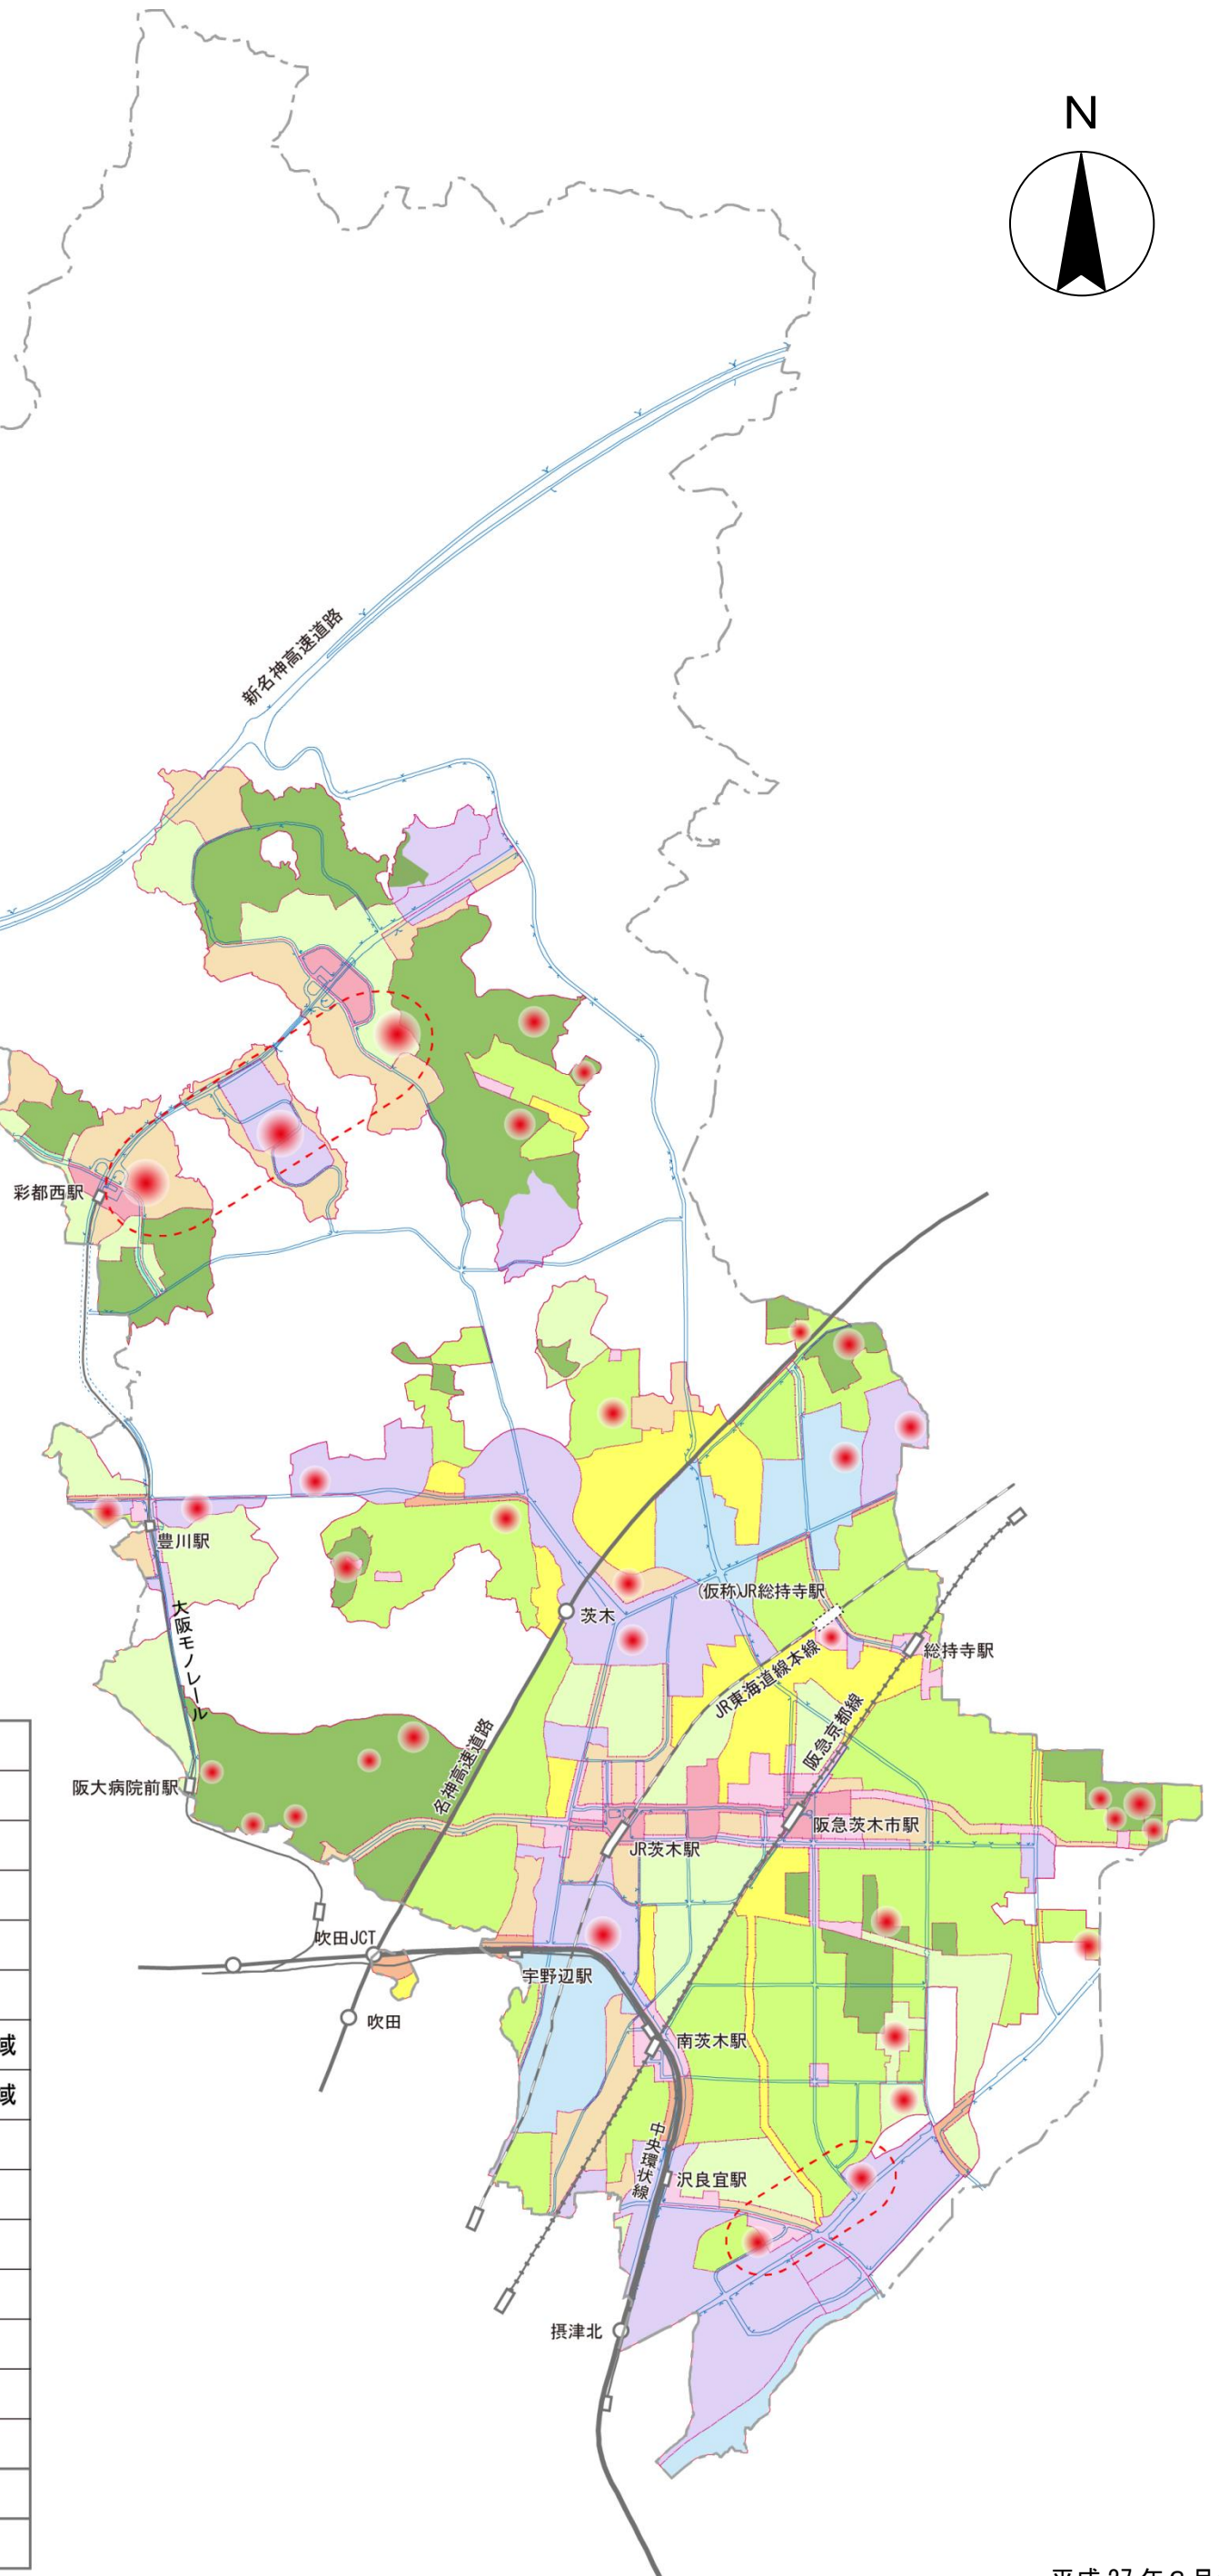 N
新名神高速道路
彩都西駅
豊川駅
(仮称)JR総持寺駅
茨木
大阪モノレール
総持寺駅
JR東海道線本線
阪急京都線
名神高速道路
阪大病院前駅
阪急茨木市駅
JR茨木駅
吹田JCT
宇野辺駅
吹田
南茨木駅
域
域
中央環状線
沢良宜駅
摂津北